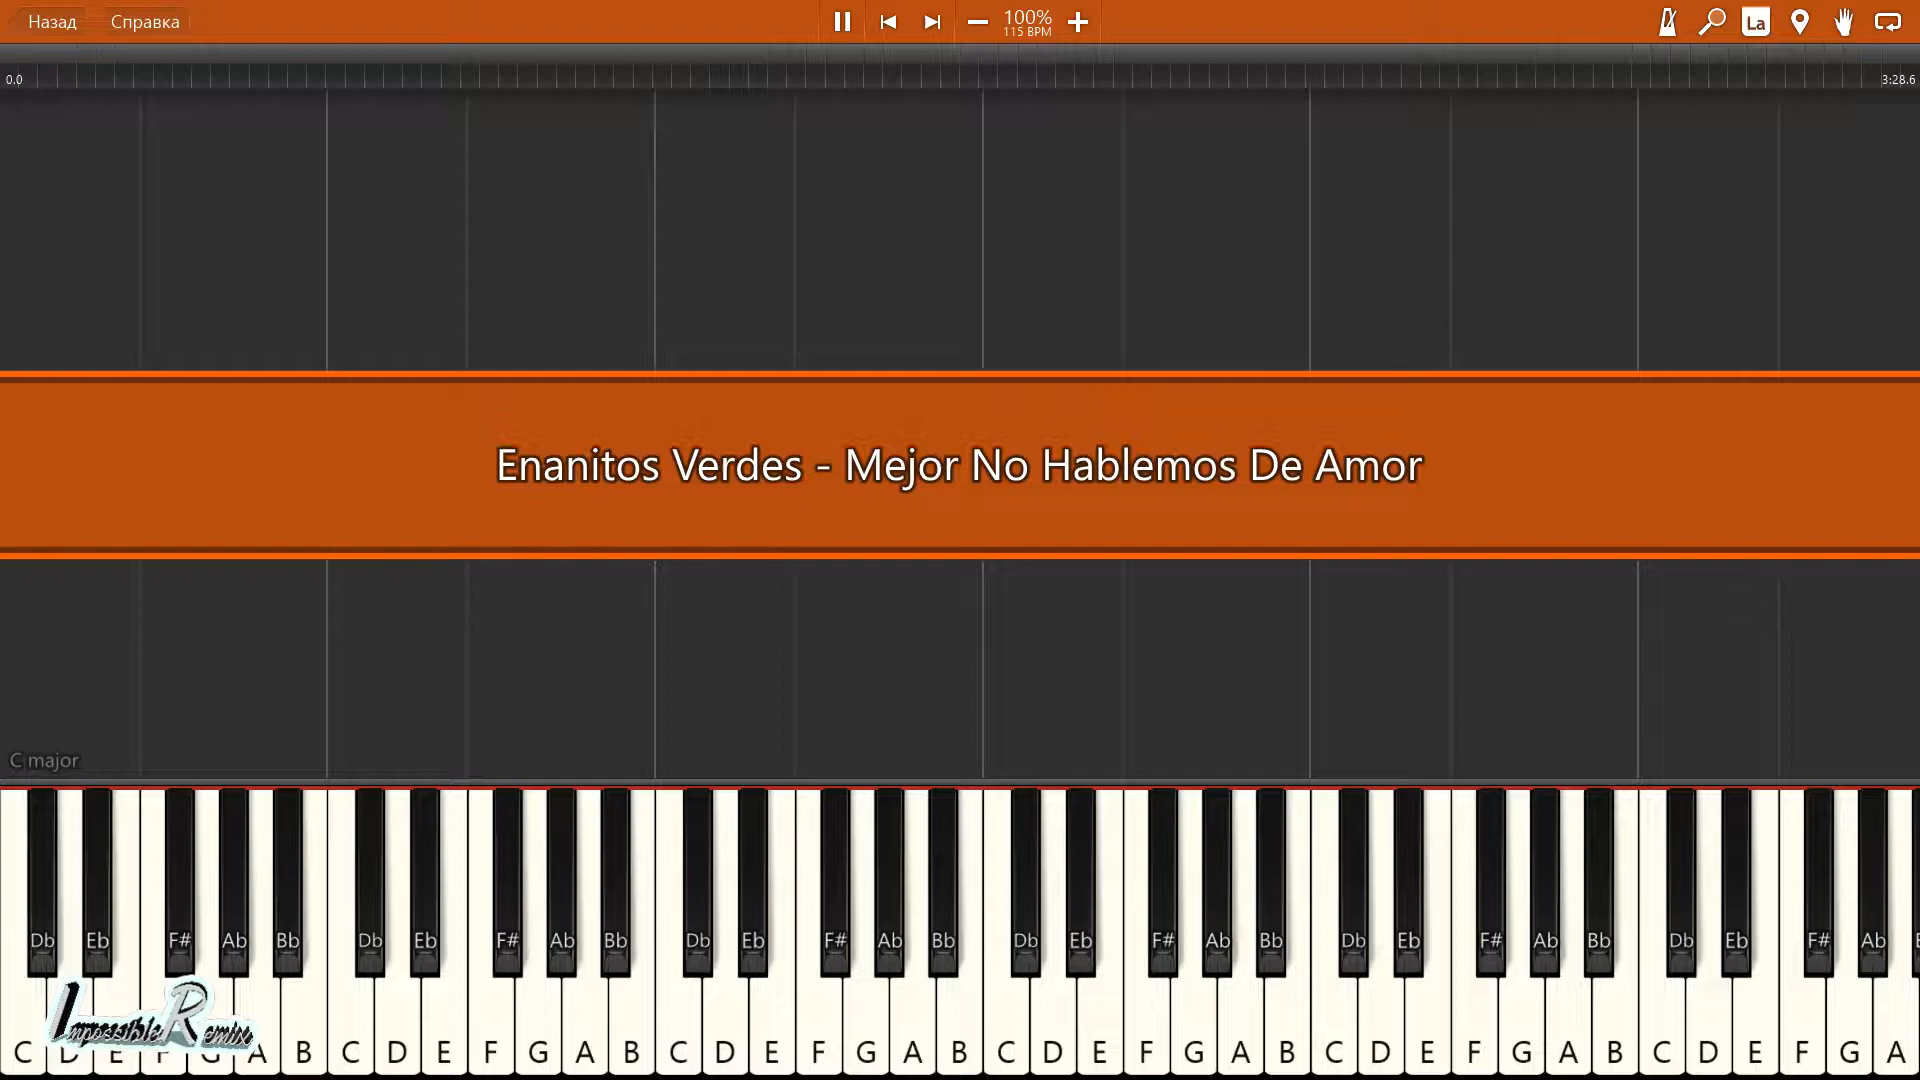 Назад Справка 100% La
115 BPM
0.0 3:28.6
Enanitos Verdes - Mejor No Hablemos De Amor
C major
Db Eb F# Ab Bb Db Eb F# Ab Bb Db Eb F# Ab Bb Db Eb F# Ab Bb Db Eb F# Ab Bb Db Eb F# Ab
Impossible Remix
C D E F G A B C D E F G A B C D E F G A B C D E F G A B C D E F G A B C D E F G A